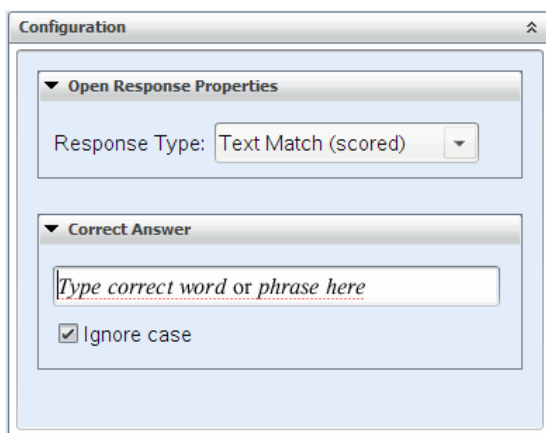 Configuration
Open Response Properties
Response Type: Text Match (scored)
Correct Answer
Type correct word or phrase here
Ignore case